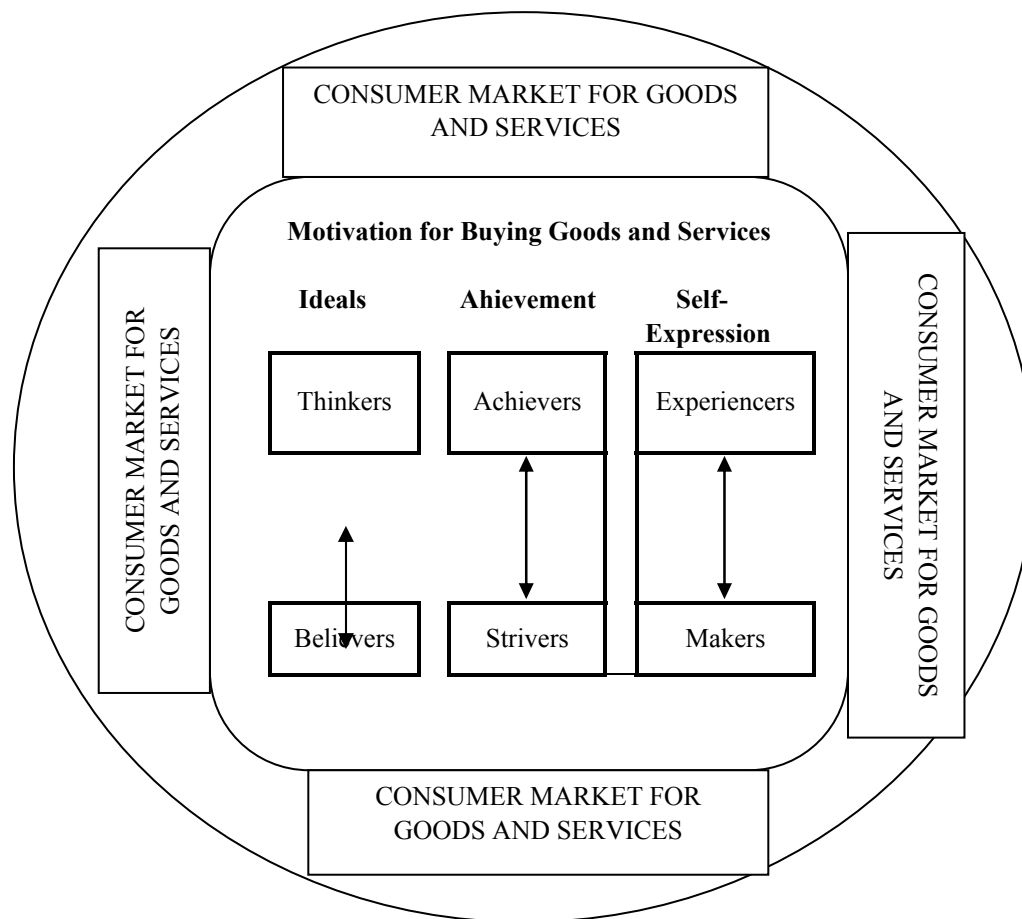 CONSUMER MARKET FOR GOODS
AND SERVICES
Motivation for Buying Goods and Services
Ideals
Ahievement
Self-
Expression
Thinkers
Achievers
Experiencers
Believers
Strivers
Makers
CONSUMER MARKET FOR
GOODS AND SERVICES
CONSUMER MARKET FOR GOODS
AND SERVICES
CONSUMER MARKET FOR
GOODS AND SERVICES